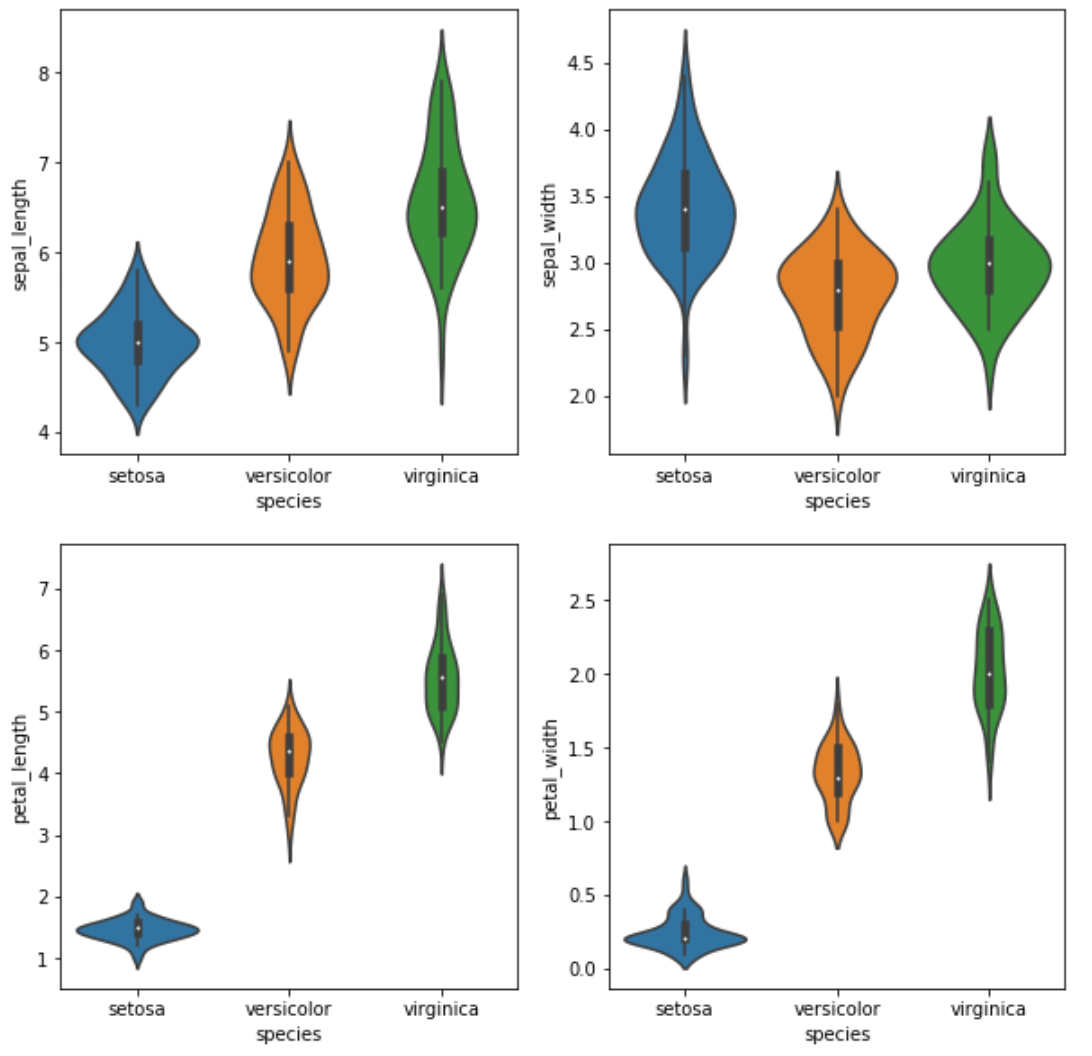 sepal_length
8
7
6
5
4
setosa versicolor virginica
species
sepal_width
4.5
4.0
3.5
3.0
2.5
2.0
setosa versicolor virginica
species
petal_length
7
6
5
4
3
2
1
setosa versicolor virginica
species
petal_width
2.5
2.0
1.5
1.0
0.5
0.0
setosa versicolor virginica
species